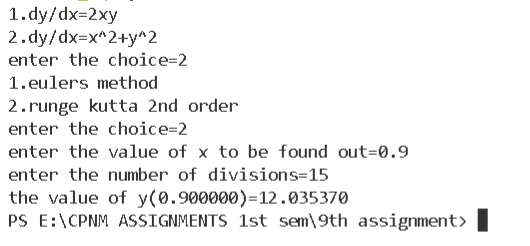 1.dy/dx=2xy
2.dy/dx=x^2+y^2
enter the choice=2
1.eulers method
2.runge kutta 2nd order
enter the choice=2
enter the value of x to be found out=0.9
enter the number of divisions=15
the value of y(0.900000)=12.035370
PS E:\CPNM ASSIGNMENTS 1st sem\9th assignment>